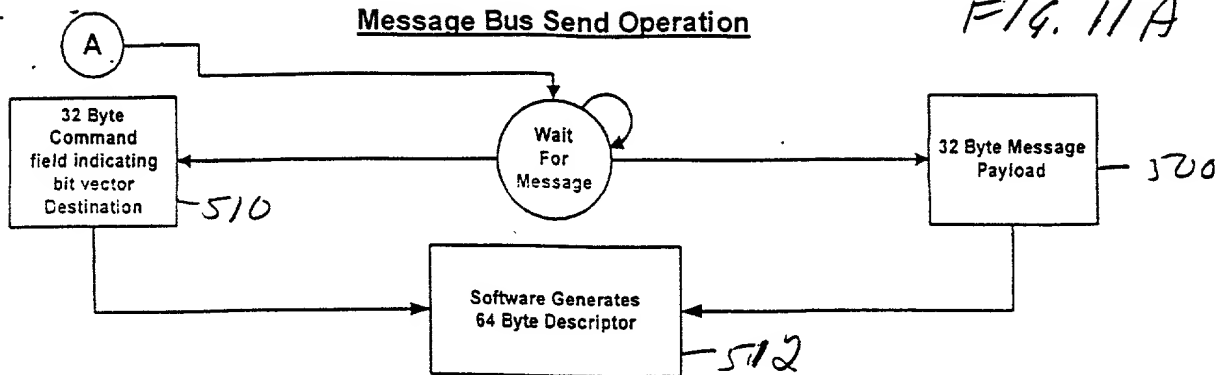 Message Bus Send Operation
FIG. 11A
A
32 Byte
Command
field indicating
bit vector
Destination
510
Wait
For
Message
32 Byte Message
Payload
500
Software Generates
64 Byte Descriptor
512